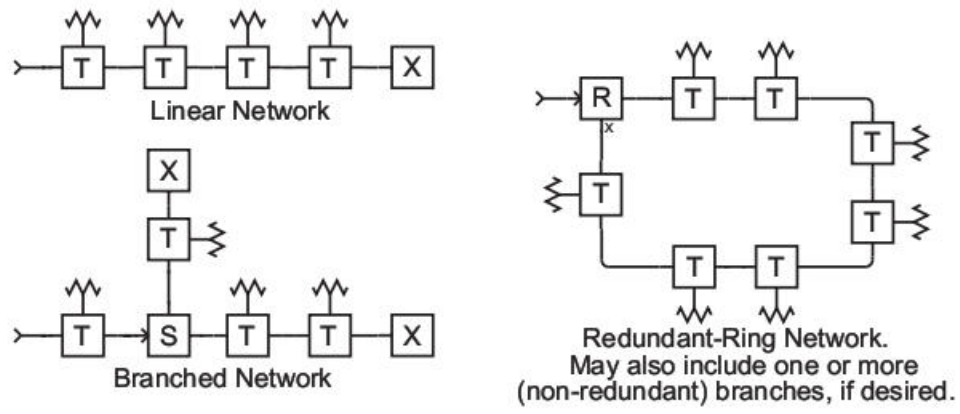 T T T T X
Linear Network
X
T
T S T T X
Branched Network
R T T
x
T
T
T
T T
Redundant-Ring Network.
May also include one or more
(non-redundant) branches, if desired.